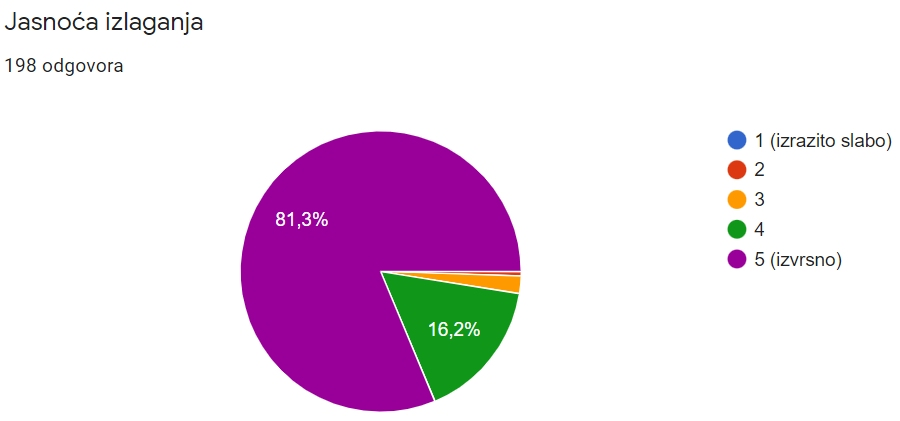 Jasnoća izlaganja
198 odgovora
81,3%
16,2%
1 (izrazito slabo)
2
3
4
5 (izvrsno)